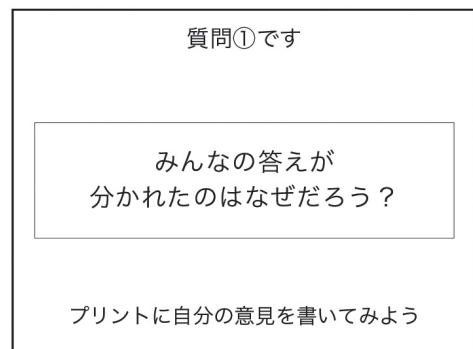 質問①です
みんなの答えが
分かれたのはなぜだろう？
プリントに自分の意見を書いてみよう